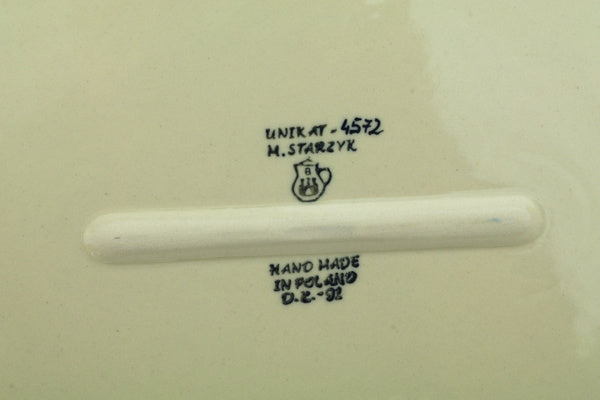 UNIKAT-4572
M. STARZYK
B
HAND MADE
IN POLAND
D.Z.-92